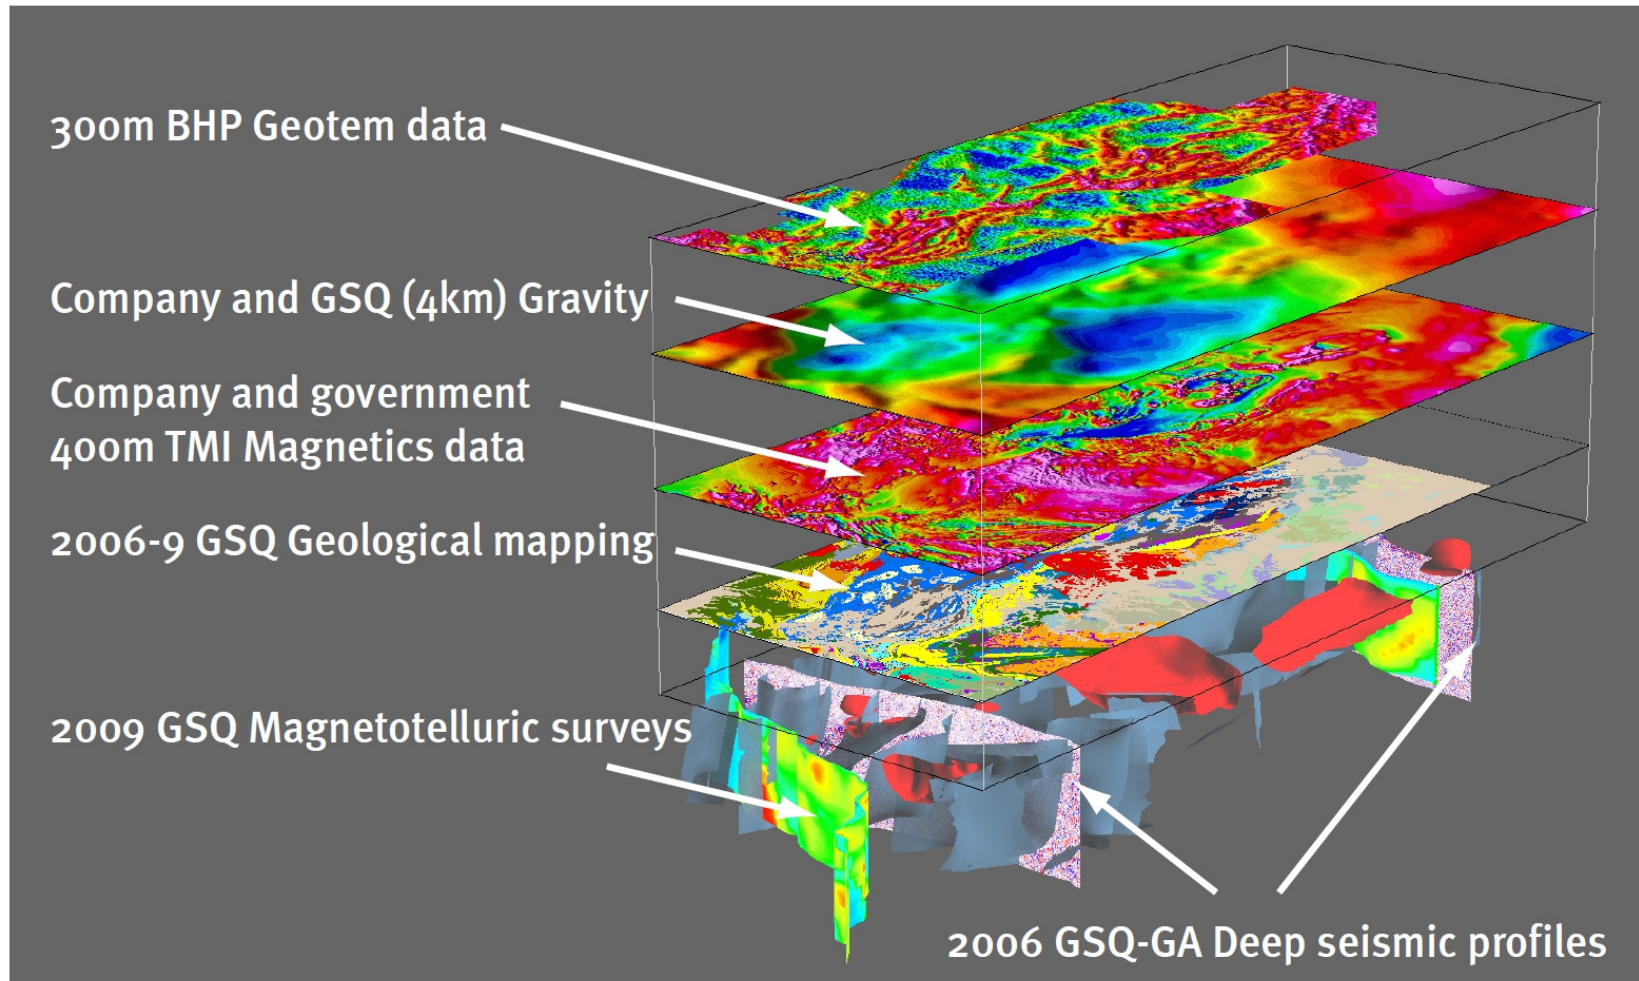 300m BHP Geotem data
Company and GSQ (4km) Gravity
Company and government
400m TMI Magnetics data
2006-9 GSQ Geological mapping
2009 GSQ Magnetotelluric surveys
2006 GSQ-GA Deep seismic profiles